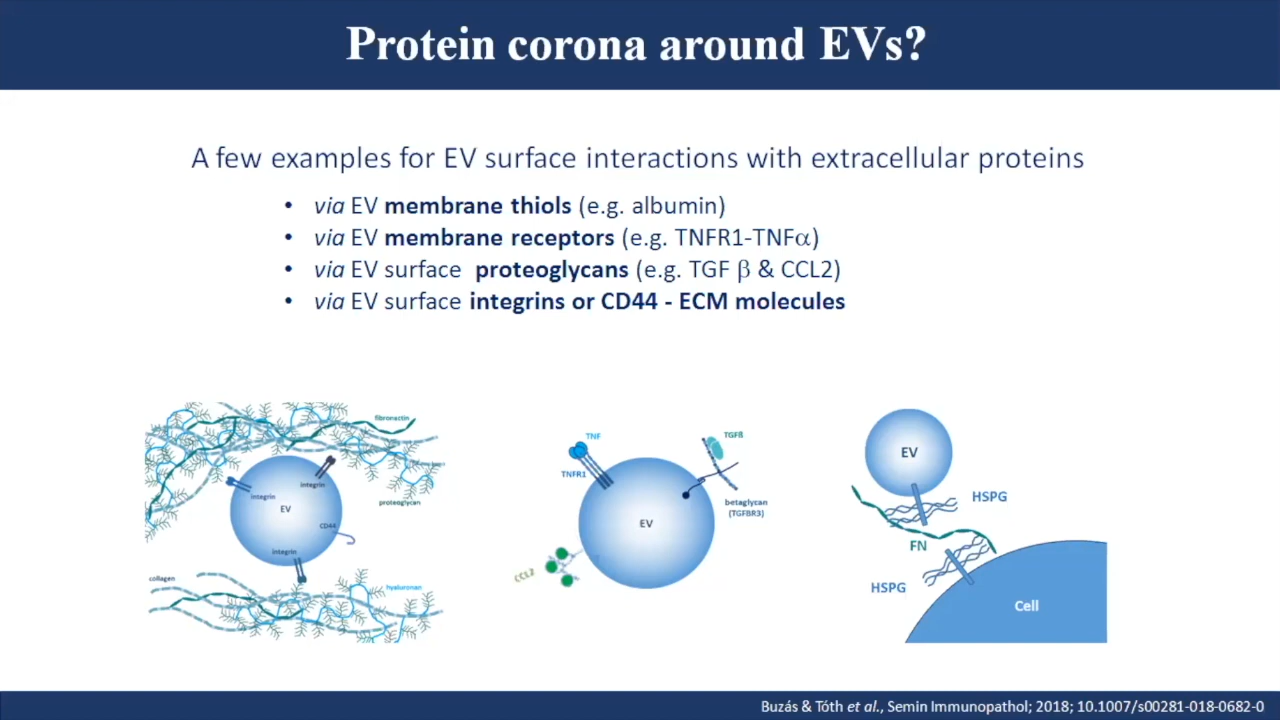 Protein corona around EVs?
A few examples for EV surface interactions with extracellular proteins
• via EV membrane thiols (e.g. albumin)
• via EV membrane receptors (e.g. TNFR1-TNFα)
• via EV surface proteoglycans (e.g. TGF β & CCL2)
• via EV surface integrins or CD44 - ECM molecules
fibronectin
integrin
integrin
proteoglycan
EV
CD44
integrin
collagen
hyaluronan
TNF
TNFR1
TGFß
betaglycan
(TGFBR3)
EV
CCL2
EV
HSPG
FN
HSPG
Cell
Buzás & Tóth et al., Semin Immunopathol; 2018; 10.1007/s00281-018-0682-0